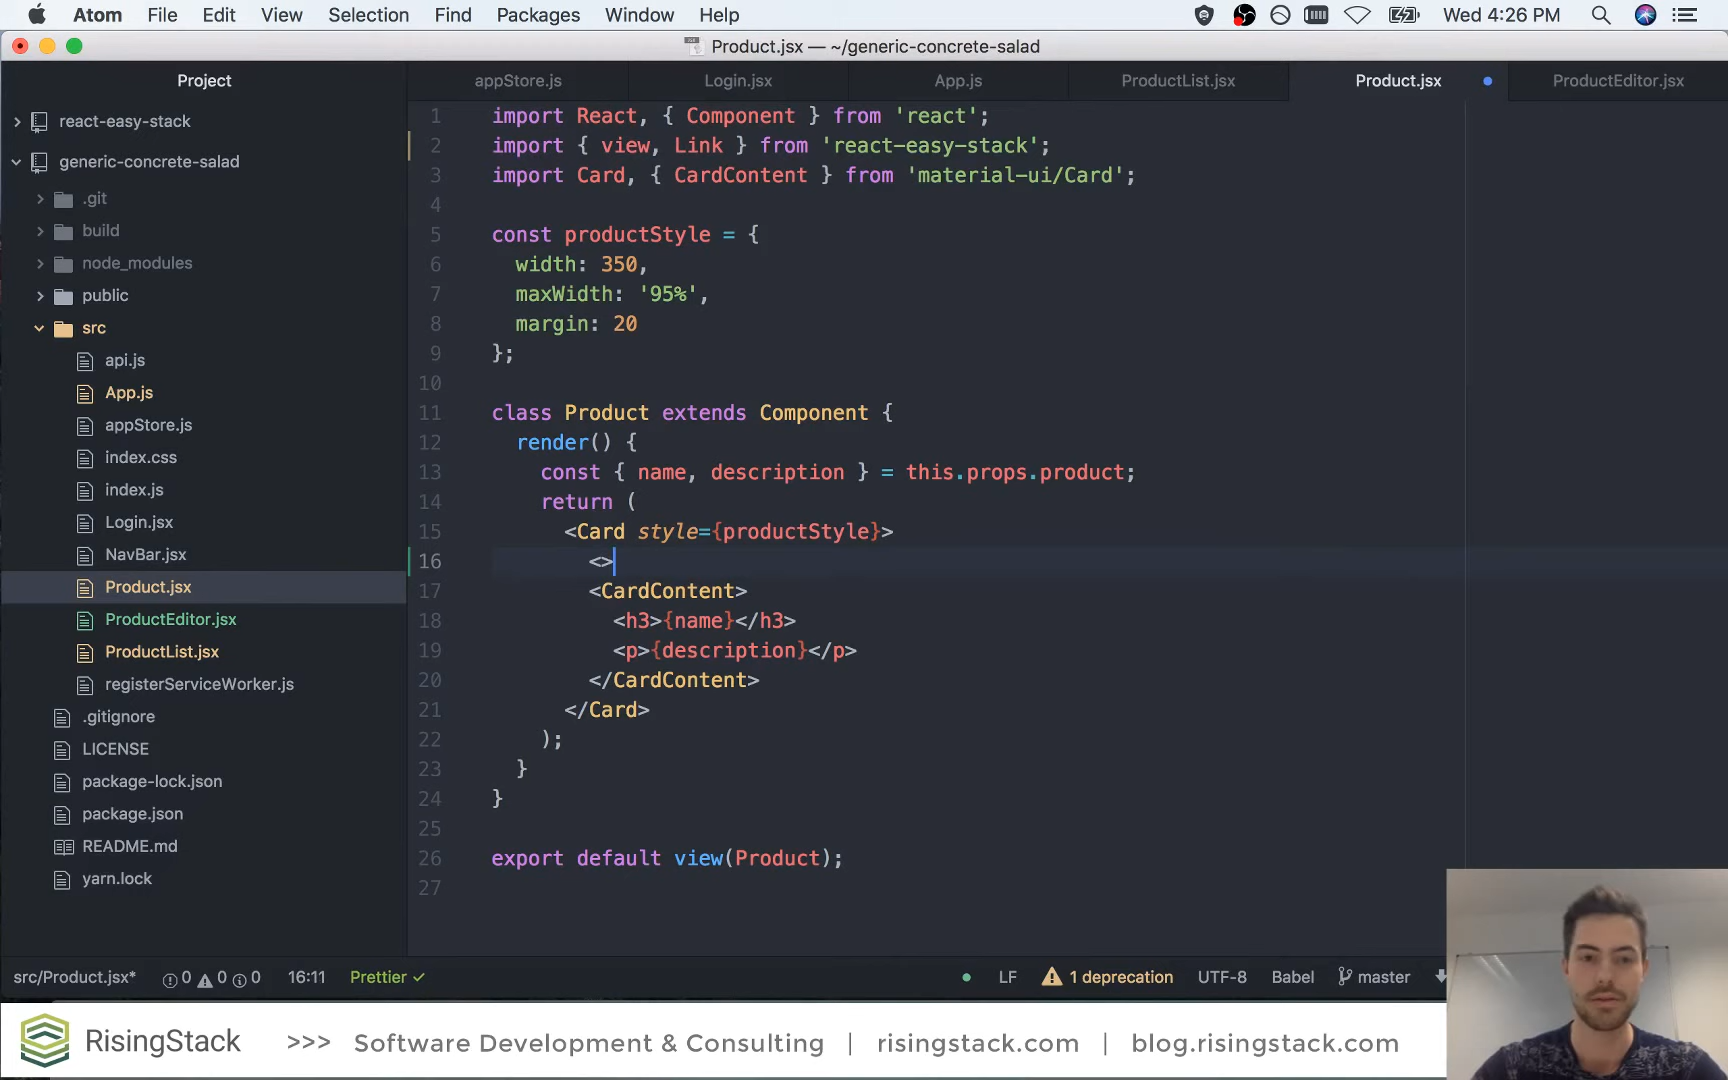 Atom File Edit View Selection Find Packages Window Help Wed 4:26 PM
Product.jsx — ~/generic-concrete-salad
Project
appStore.js Login.jsx App.js ProductList.jsx Product.jsx ProductEditor.jsx
react-easy-stack
generic-concrete-salad
.git
build
node_modules
public
src
api.js
App.js
appStore.js
index.css
index.js
Login.jsx
NavBar.jsx
Product.jsx
ProductEditor.jsx
ProductList.jsx
registerServiceWorker.js
.gitignore
LICENSE
package-lock.json
package.json
README.md
yarn.lock
1 import React, { Component } from 'react';
2 import { view, Link } from 'react-easy-stack';
3 import Card, { CardContent } from 'material-ui/Card';
4
5 const productStyle = {
6 width: 350,
7 maxWidth: '95%',
8 margin: 20
9 };
10
11 class Product extends Component {
12 render() {
13 const { name, description } = this.props.product;
14 return (
15 <Card style={productStyle}>
16 <>
17 <CardContent>
18 <h3>{name}</h3>
19 <p>{description}</p>
20 </CardContent>
21 </Card>
22 );
23 }
24 }
25
26 export default view(Product);
27
src/Product.jsx* 0 0 0 16:11 Prettier ✓ LF 1 deprecation UTF-8 Babel master
RisingStack >>> Software Development & Consulting | risingstack.com | blog.risingstack.com